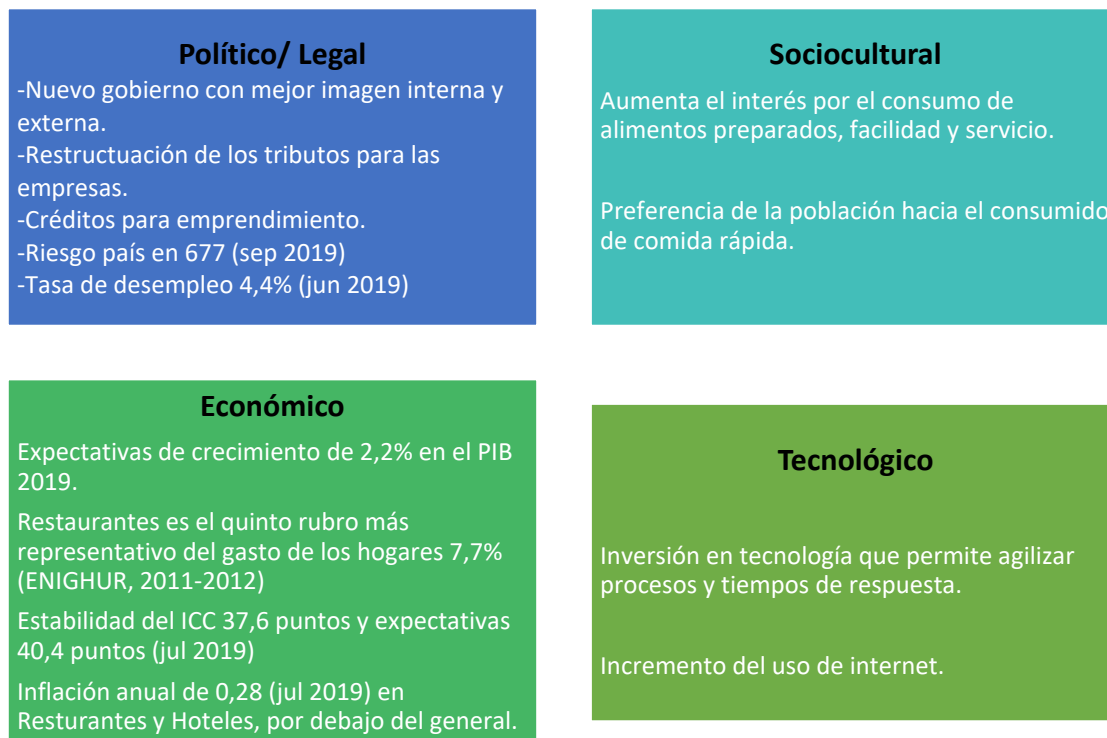 Político/ Legal
-Nuevo gobierno con mejor imagen interna y
externa.
-Restructuación de los tributos para las
empresas.
-Créditos para emprendimiento.
-Riesgo país en 677 (sep 2019)
-Tasa de desempleo 4,4% (jun 2019)
Sociocultural
Aumenta el interés por el consumo de
alimentos preparados, facilidad y servicio.
Preferencia de la población hacia el consumido
de comida rápida.
Económico
Expectativas de crecimiento de 2,2% en el PIB
2019.
Restaurantes es el quinto rubro más
representativo del gasto de los hogares 7,7%
(ENIGHUR, 2011-2012)
Estabilidad del ICC 37,6 puntos y expectativas
40,4 puntos (jul 2019)
Inflación anual de 0,28 (jul 2019) en
Resturantes y Hoteles, por debajo del general.
Tecnológico
Inversión en tecnología que permite agilizar
procesos y tiempos de respuesta.
Incremento del uso de internet.